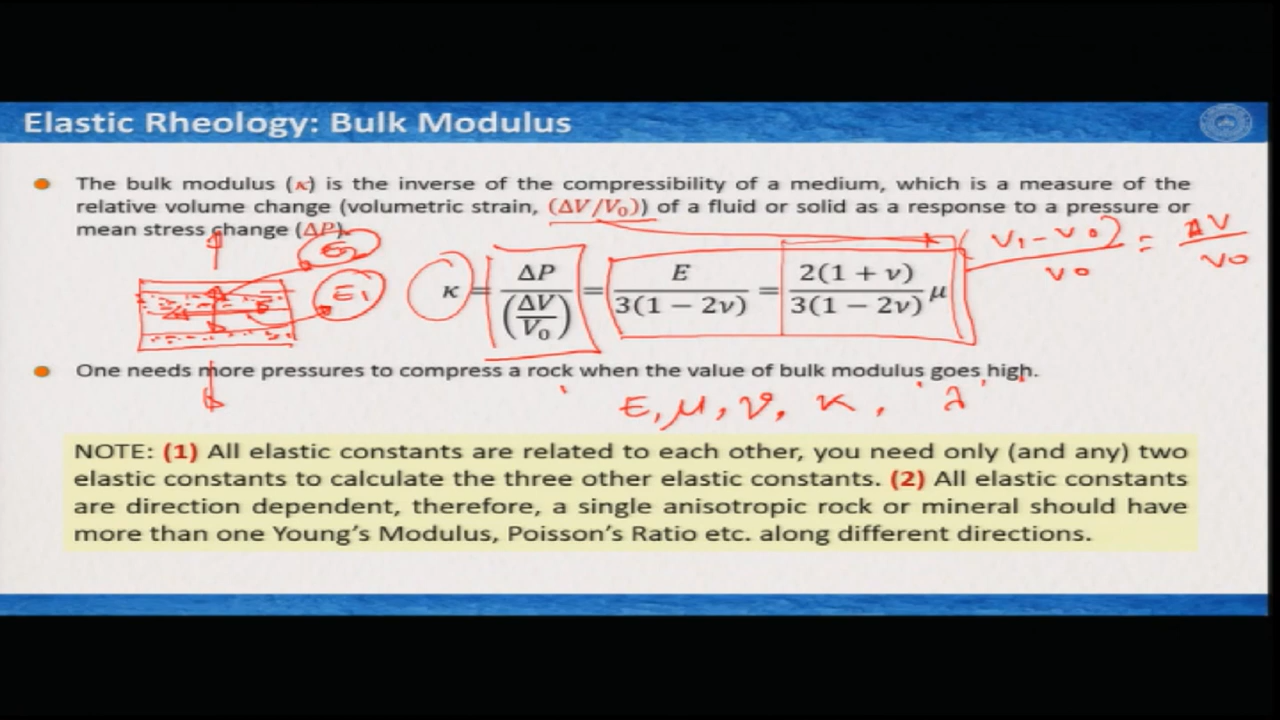 Elastic Rheology: Bulk Modulus
The bulk modulus (κ) is the inverse of the compressibility of a medium, which is a measure of the
relative volume change (volumetric strain, (ΔV/V₀)) of a fluid or solid as a response to a pressure or
mean stress change (ΔP).
κ = ΔP / (ΔV/V₀) = E / 3(1 − 2ν) = 2(1 + ν) / 3(1 − 2ν) μ
(V₁ − V₀) / V₀ = ΔV / V₀
E₁
One needs more pressures to compress a rock when the value of bulk modulus goes high.
E, μ, ν, κ, 'λ'
NOTE: (1) All elastic constants are related to each other, you need only (and any) two
elastic constants to calculate the three other elastic constants. (2) All elastic constants
are direction dependent, therefore, a single anisotropic rock or mineral should have
more than one Young's Modulus, Poisson's Ratio etc. along different directions.